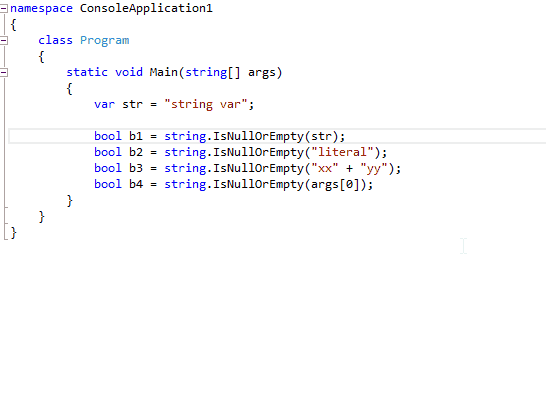 namespace ConsoleApplication1
{
    class Program
    {
        static void Main(string[] args)
        {
            var str = "string var";

            bool b1 = string.IsNullOrEmpty(str);
            bool b2 = string.IsNullOrEmpty("literal");
            bool b3 = string.IsNullOrEmpty("xx" + "yy");
            bool b4 = string.IsNullOrEmpty(args[0]);
        }
    }
}